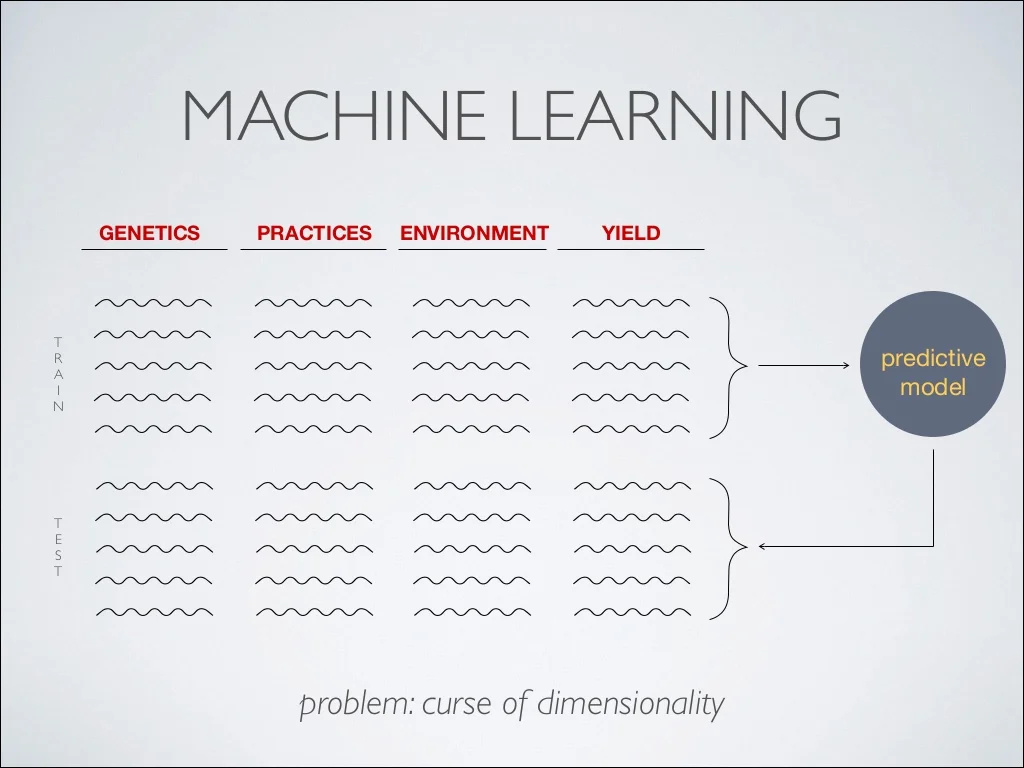 MACHINE LEARNING
GENETICS PRACTICES ENVIRONMENT YIELD
TRAIN
predictive
model
TEST
problem: curse of dimensionality